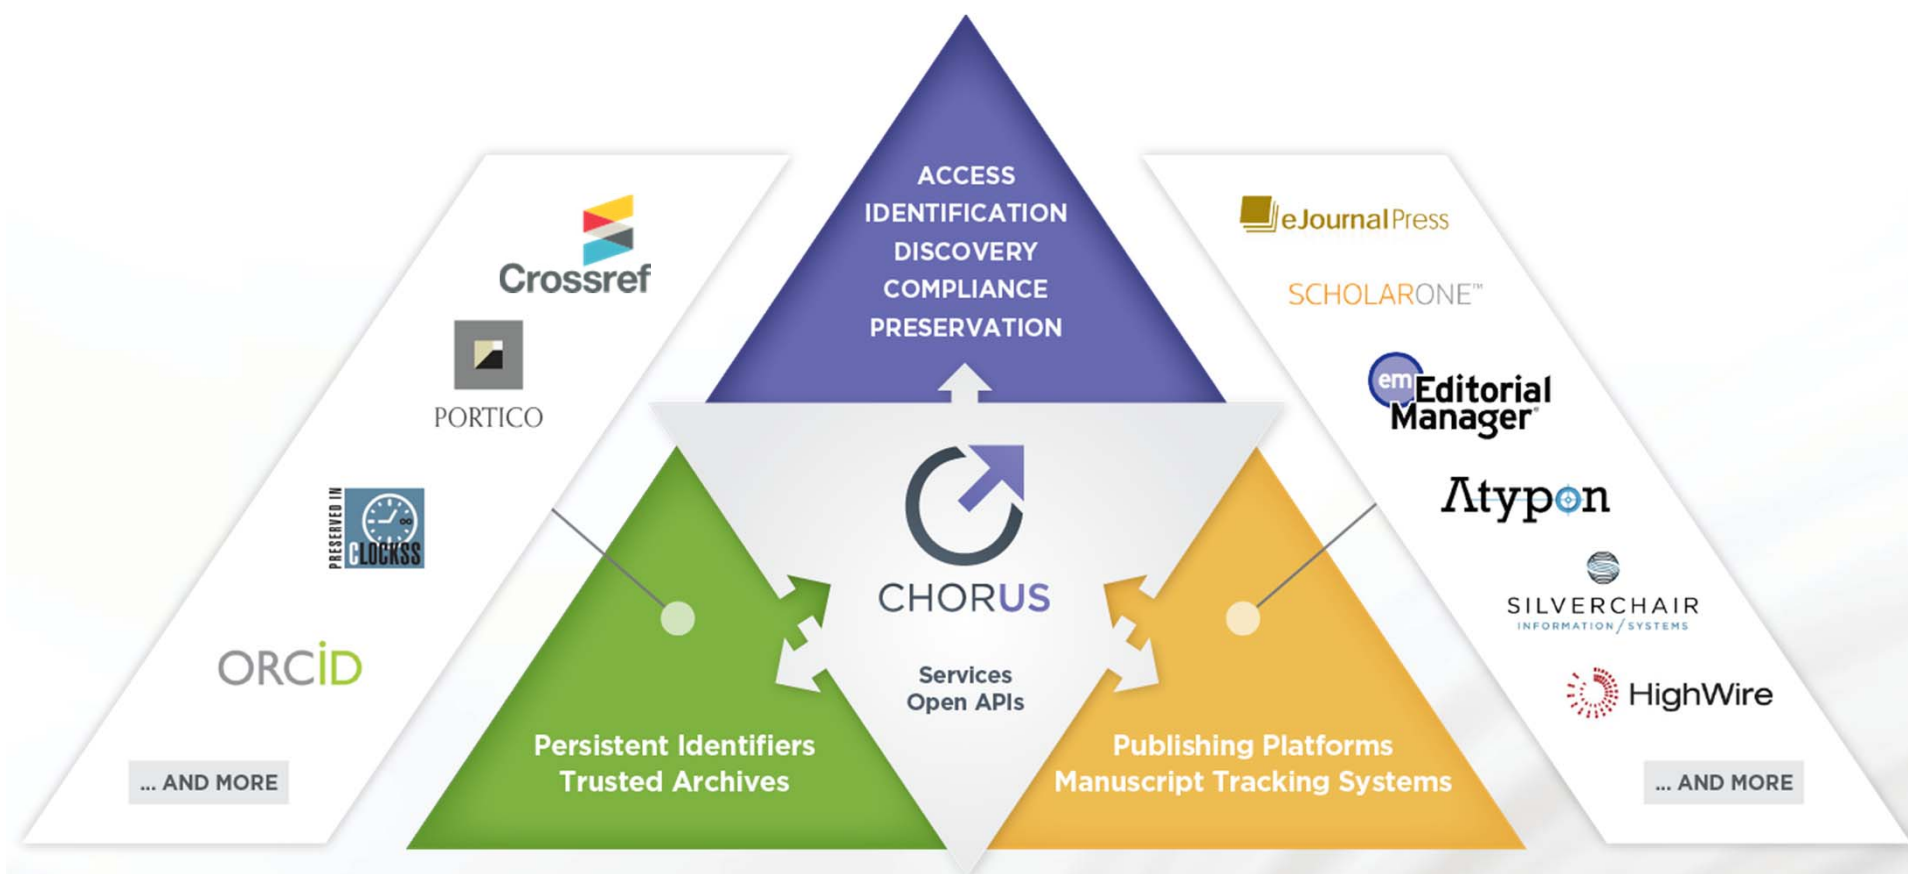 Crossref
PORTICO
PRESERVED IN
CLOCKSS
ORCiD
... AND MORE
ACCESS
IDENTIFICATION
DISCOVERY
COMPLIANCE
PRESERVATION
CHORUS
Services
Open APIs
Persistent Identifiers
Trusted Archives
Publishing Platforms
Manuscript Tracking Systems
eJournalPress
SCHOLARONE™
em Editorial
Manager®
Atypon
SILVERCHAIR
INFORMATION/SYSTEMS
HighWire
... AND MORE